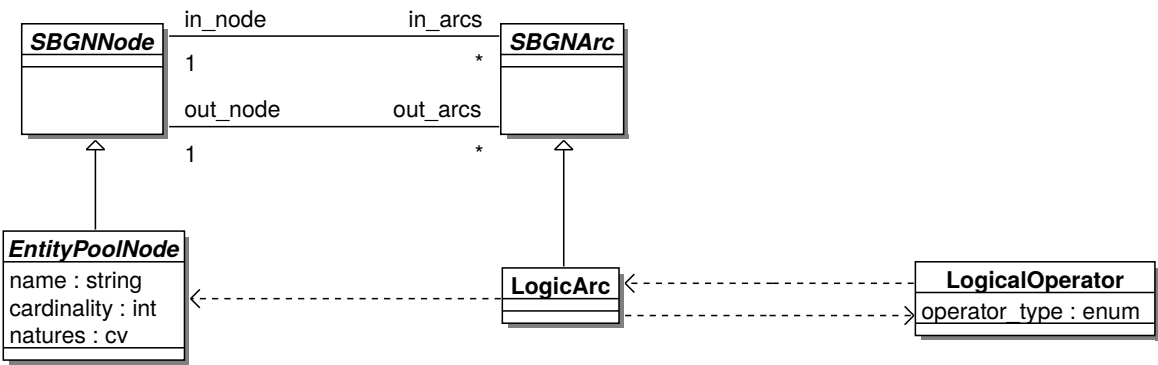 in_node
in_arcs
SBGNNode
SBGNArc
1
*
out_node
out_arcs
1
*
EntityPoolNode
name : string
cardinality : int
natures : cv
LogicArc
LogicalOperator
operator_type : enum